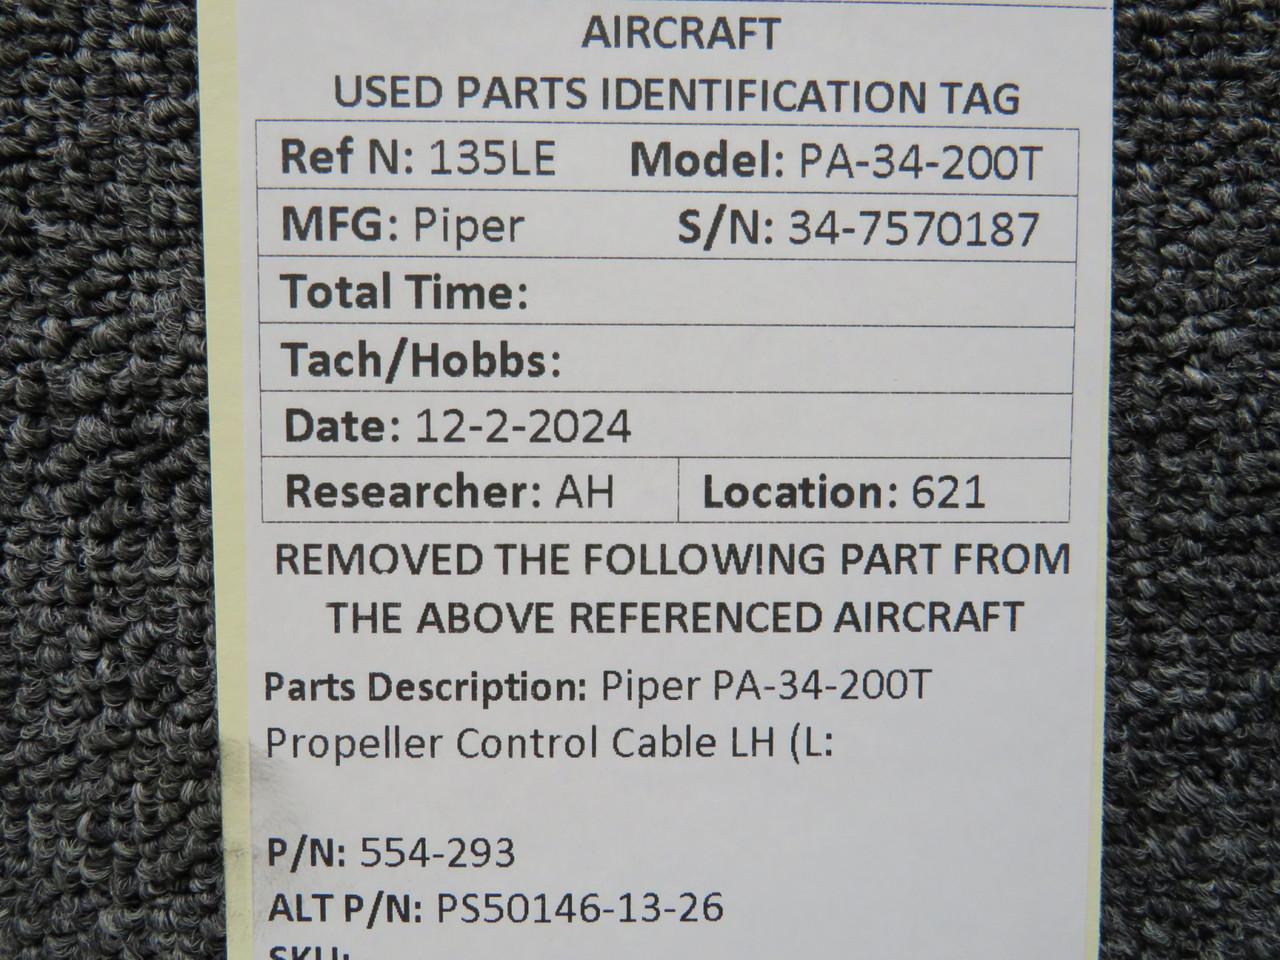 AIRCRAFT
USED PARTS IDENTIFICATION TAG
Ref N: 135LE Model: PA-34-200T
MFG: Piper S/N: 34-7570187
Total Time:
Tach/Hobbs:
Date: 12-2-2024
Researcher: AH Location: 621
REMOVED THE FOLLOWING PART FROM
THE ABOVE REFERENCED AIRCRAFT
Parts Description: Piper PA-34-200T
Propeller Control Cable LH (L:
P/N: 554-293
ALT P/N: PS50146-13-26
SKU: